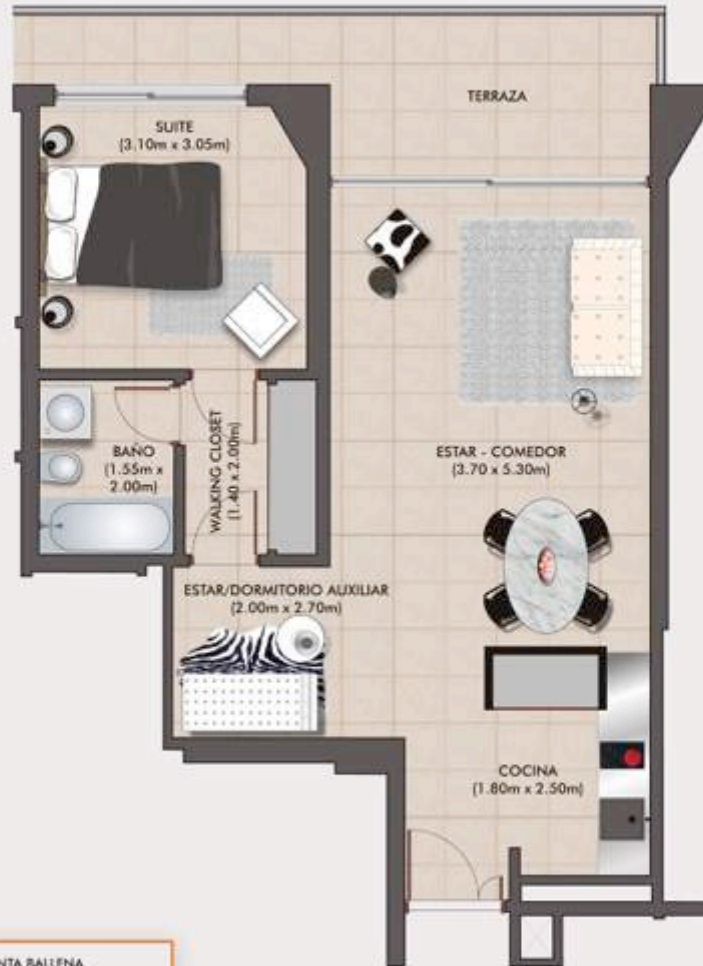 TERRAZA
SUITE
(3.10m x 3.05m)
BAÑO
(1.55m x
2.00m)
WALKING CLOSET
(1.40 x 2.00m)
ESTAR - COMEDOR
(3.70 x 5.30m)
ESTAR/DORMITORIO AUXILIAR
(2.00m x 2.70m)
COCINA
(1.80m x 2.50m)
BALLENA